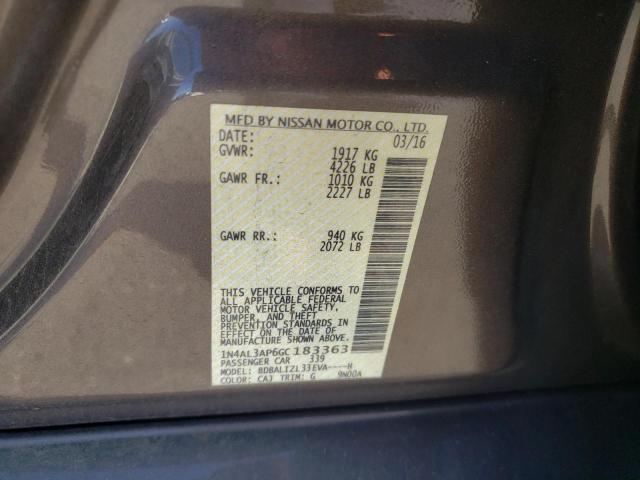 MFD BY NISSAN MOTOR CO., LTD.
DATE: 03/16
GVWR: 1917 KG
4226 LB
GAWR FR.: 1010 KG
2227 LB
GAWR RR.: 940 KG
2072 LB
THIS VEHICLE CONFORMS TO
ALL APPLICABLE FEDERAL
MOTOR VEHICLE SAFETY,
BUMPER, AND THEFT
PREVENTION STANDARDS
IN EFFECT ON THE DATE OF
MANUFACTURE SHOWN ABOVE.
1N4AL3AP6GC183363
PASSENGER CAR 339
MODEL: BDBALTZL33EVA----H
COLOR: CAJ TRIM: G 9N00A